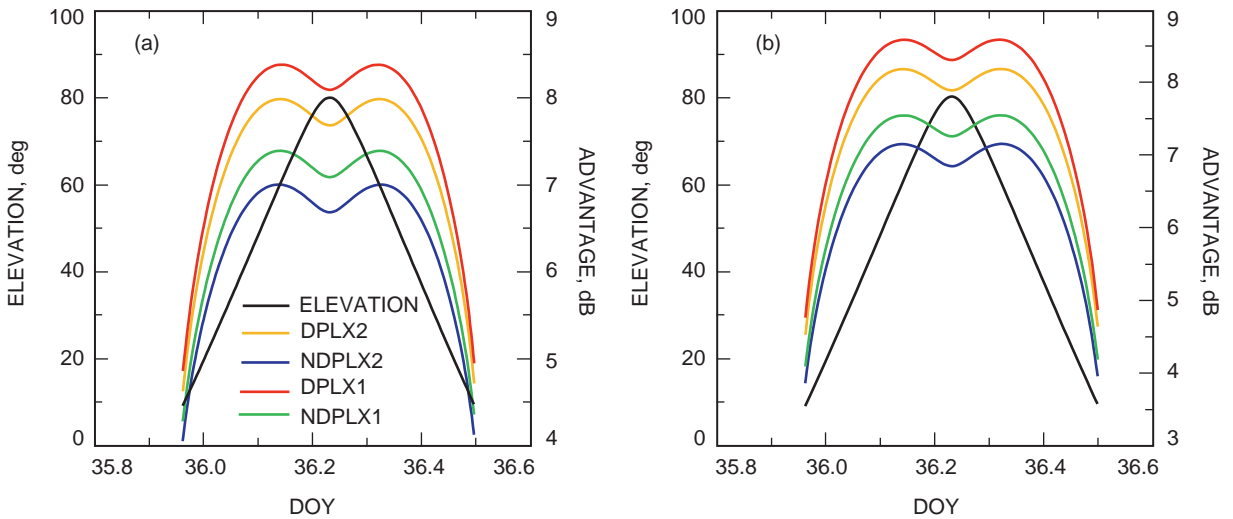 (a)
100
80
60
40
20
0
ELEVATION, deg
9
8
7
6
5
4
ADVANTAGE, dB
ELEVATION
DPLX2
NDPLX2
DPLX1
NDPLX1
35.8 36.0 36.2 36.4 36.6
DOY
(b)
100
80
60
40
20
0
ELEVATION, deg
9
8
7
6
5
4
3
ADVANTAGE, dB
35.8 36.0 36.2 36.4 36.6
DOY